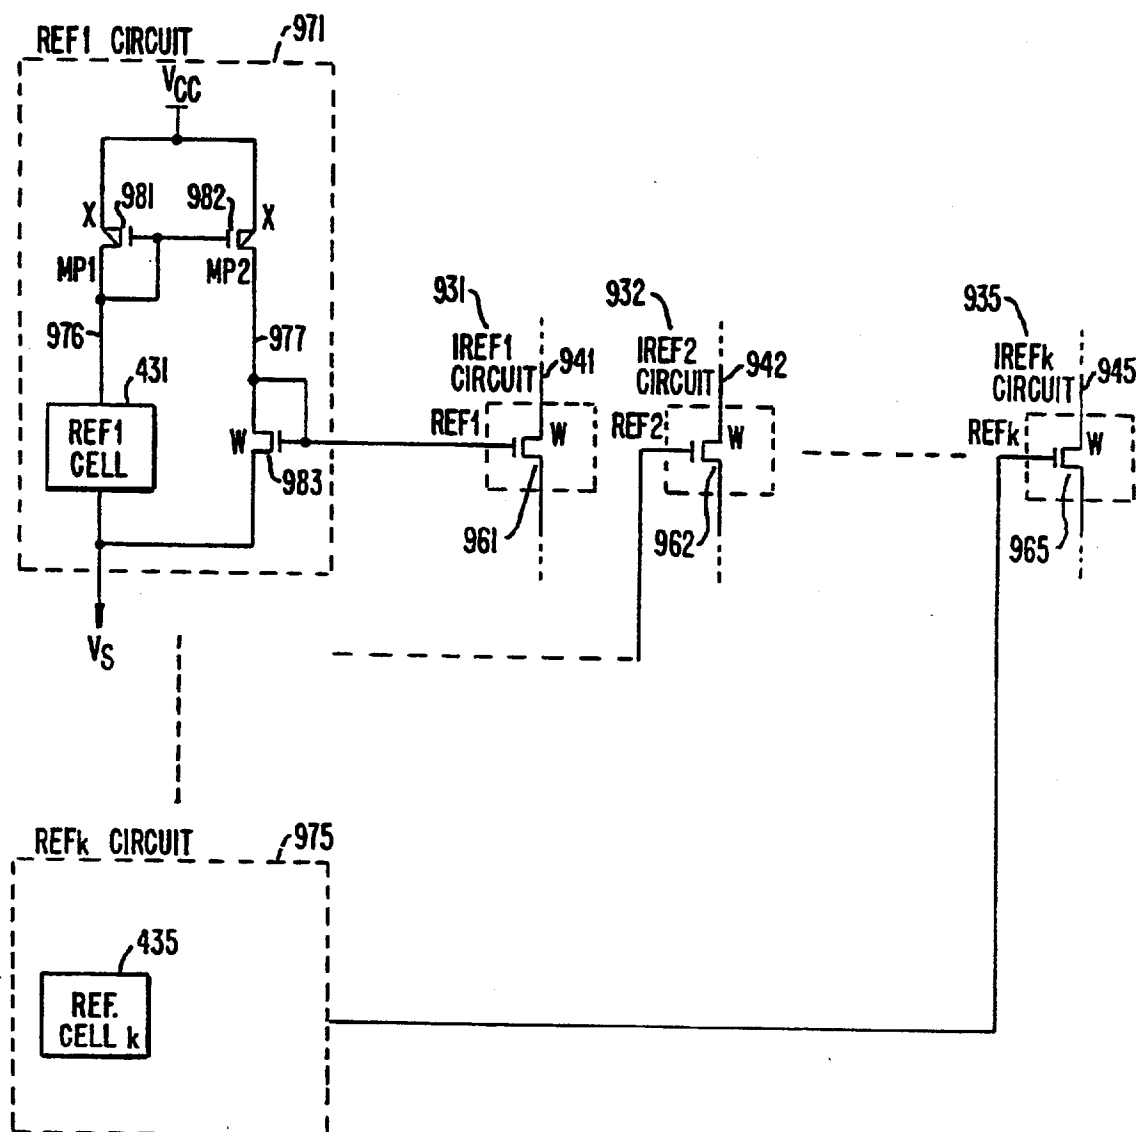 REF1 CIRCUIT
971
VCC
981
982
X
X
MP1
MP2
976
977
431
REF1
CELL
W
983
VS
931
IREF1
CIRCUIT
941
REF1
W
961
932
IREF2
CIRCUIT
942
REF2
W
962
935
IREFk
CIRCUIT
945
REFk
W
965
REFk CIRCUIT
975
435
REF.
CELL k